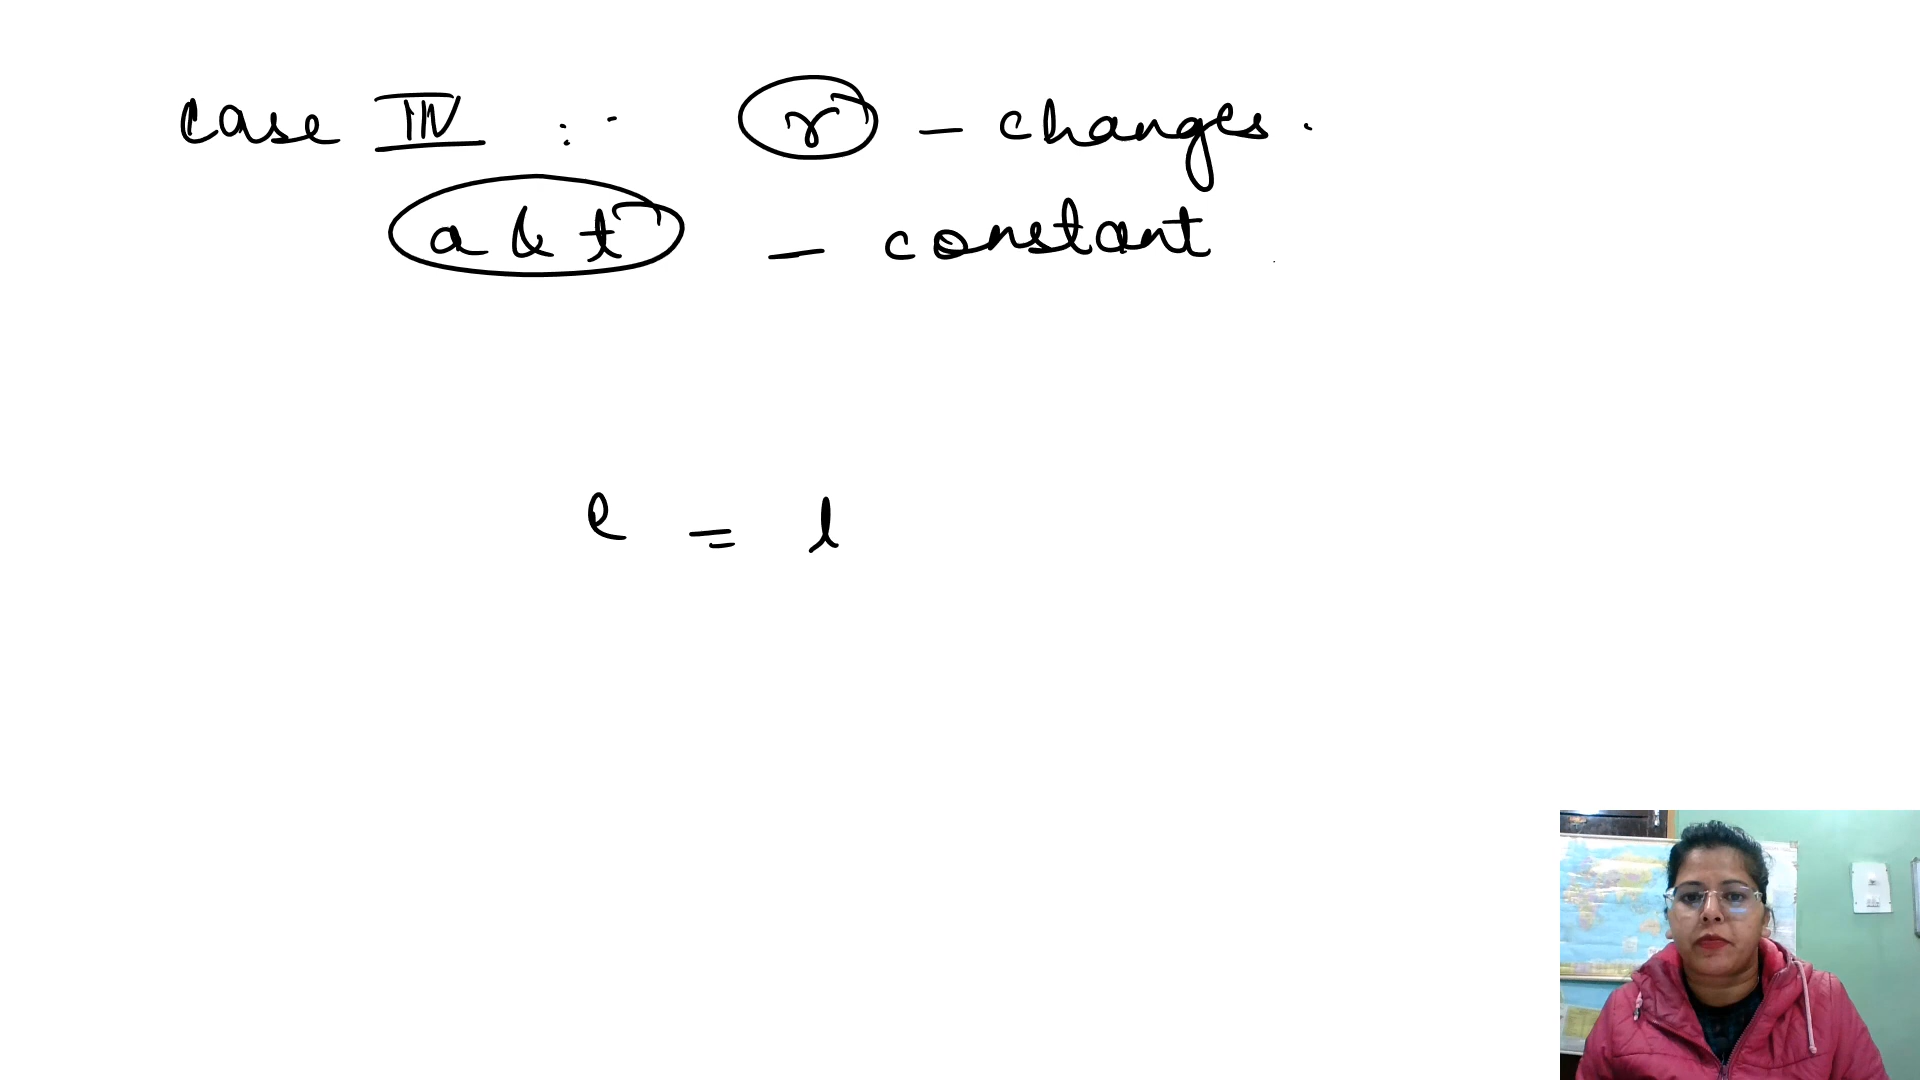 case IV :- r - changes.
a & t - constant
e = l